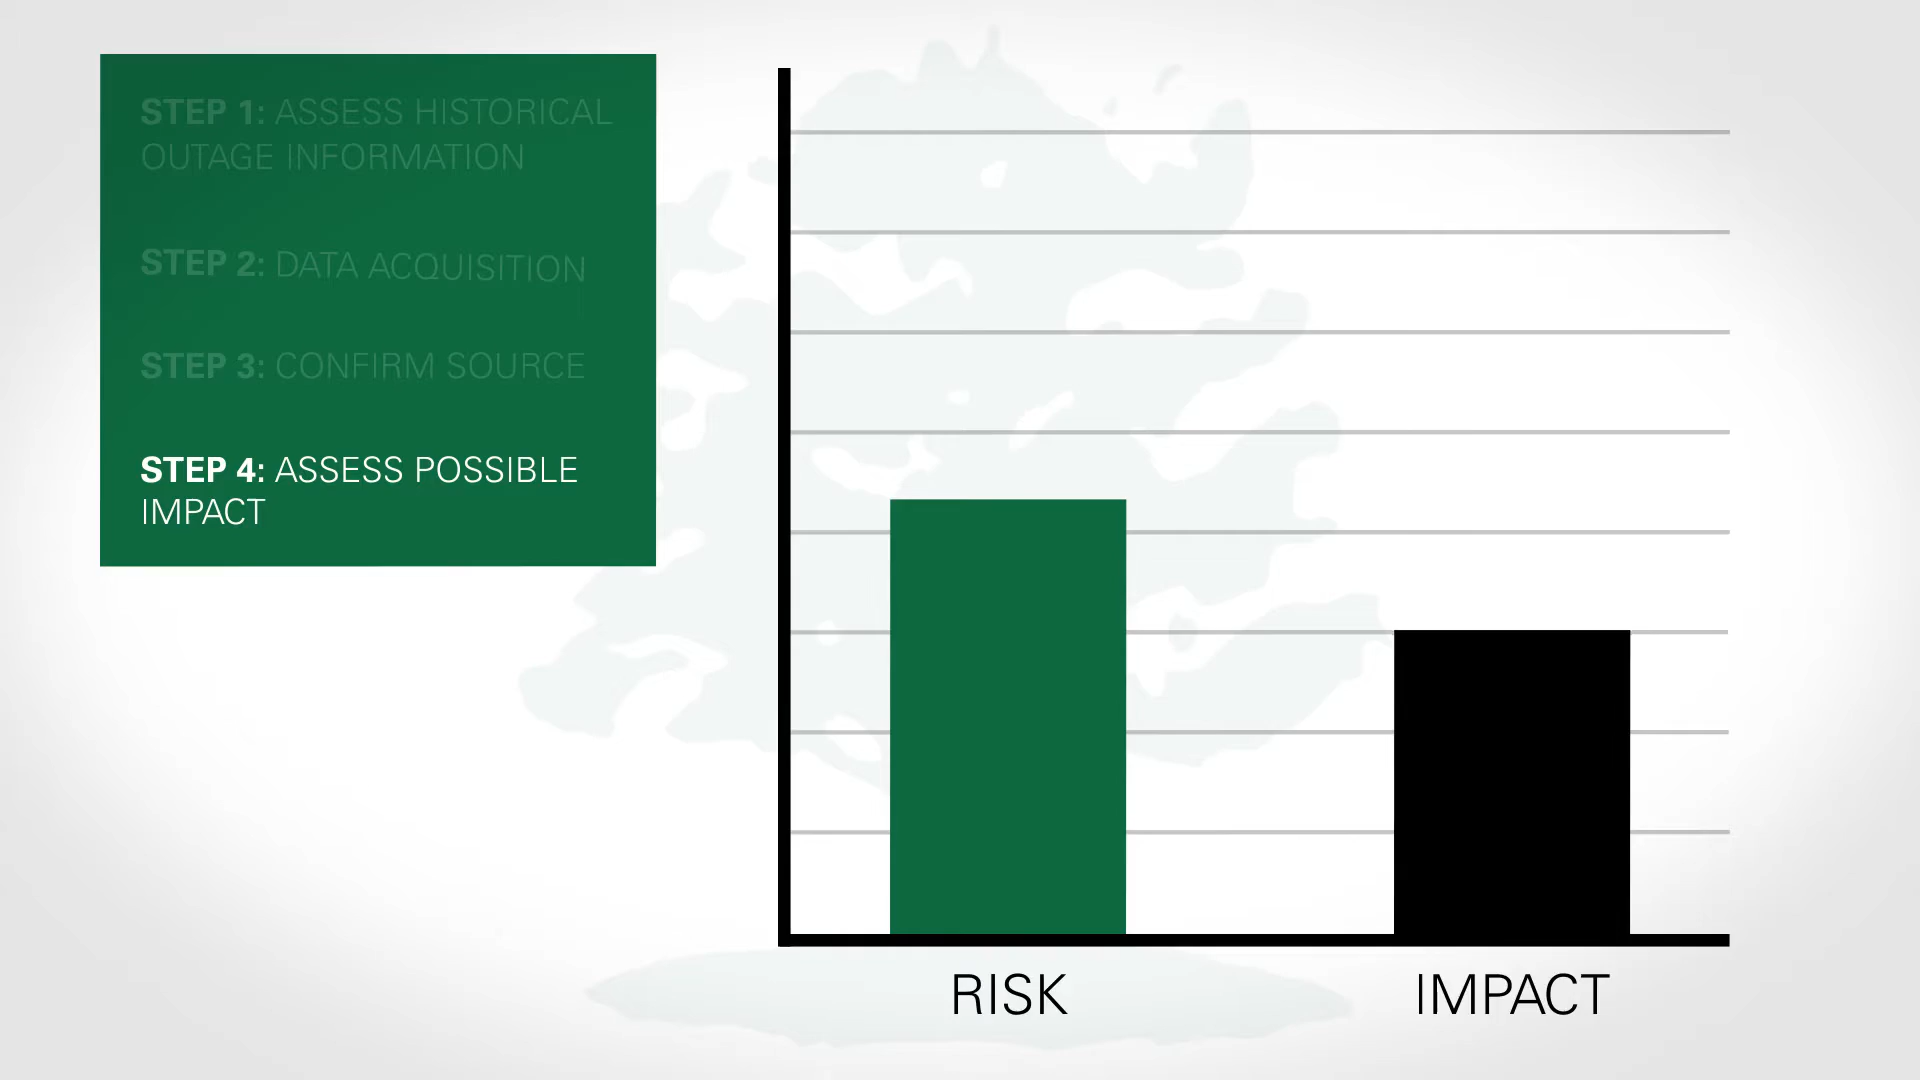 STEP 1: ASSESS HISTORICAL
OUTAGE INFORMATION
STEP 2: DATA ACQUISITION
STEP 3: CONFIRM SOURCE
STEP 4: ASSESS POSSIBLE
IMPACT
RISK
IMPACT